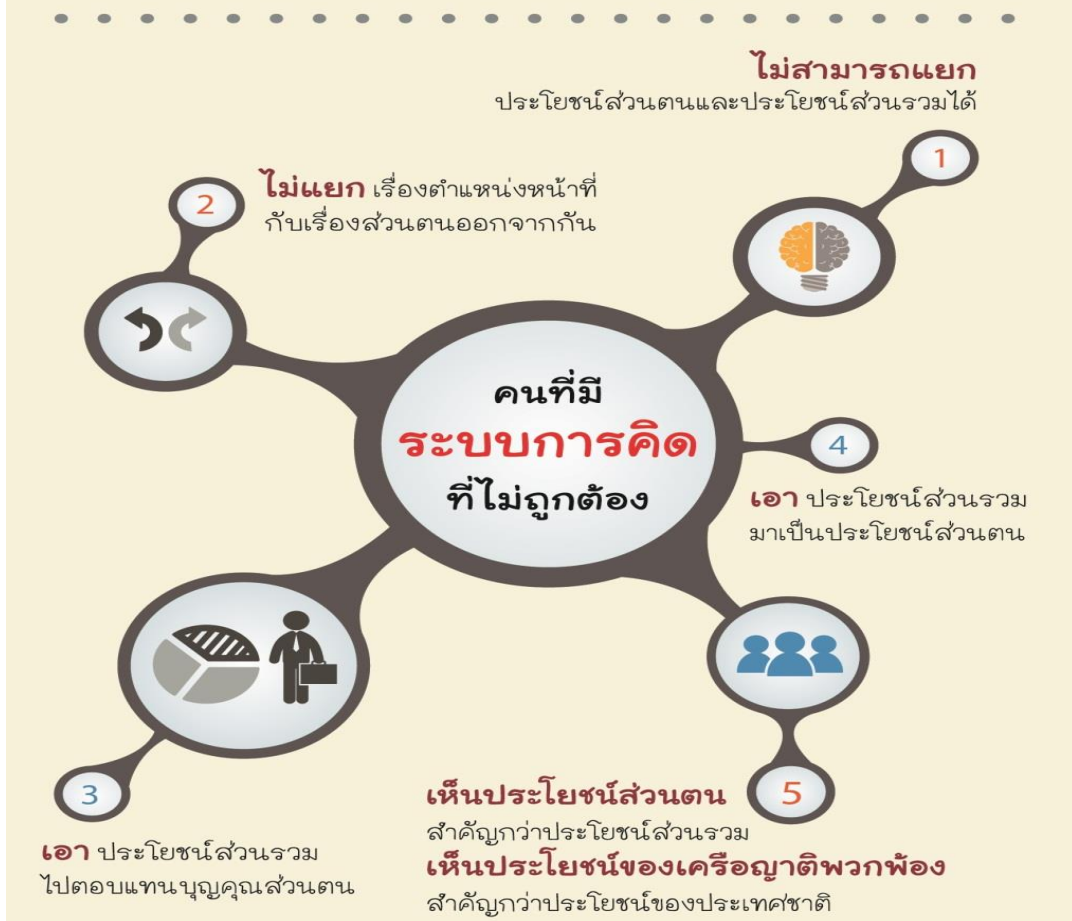 ไม่สามารถแยก
ประโยชน์ส่วนตนและประโยชน์ส่วนรวมได้
1
2
ไม่แยก เรื่องตำแหน่งหน้าที่
กับเรื่องส่วนตนออกจากกัน
คนที่มี
ระบบการคิด
ที่ไม่ถูกต้อง
4
เอา ประโยชน์ส่วนรวม
มาเป็นประโยชน์ส่วนตน
3
เอา ประโยชน์ส่วนรวม
ไปตอบแทนบุญคุณส่วนตน
5
เห็นประโยชน์ส่วนตน
สำคัญกว่าประโยชน์ส่วนรวม
เห็นประโยชน์ของเครือญาติพวกพ้อง
สำคัญกว่าประโยชน์ของประเทศชาติ